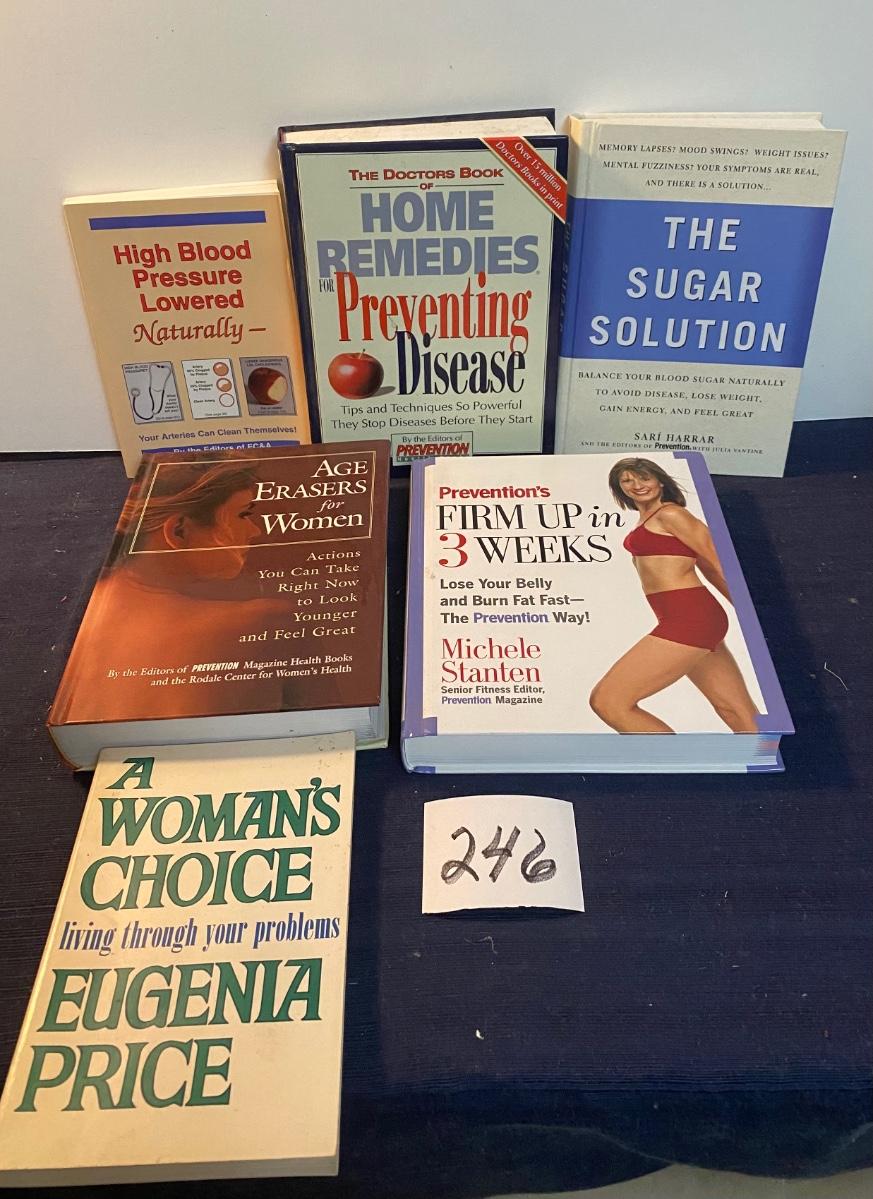 High Blood
Pressure
Lowered
Naturally—
Your Arteries Can Clean Themselves!
By the Editors of FC&A
THE DOCTORS BOOK
OF
HOME
REMEDIES®
FOR
Preventing
Disease
Tips and Techniques So Powerful
They Stop Diseases Before They Start
By the Editors of
PREVENTION
Over 15 million
Doctors Books in print
MEMORY LAPSES? MOOD SWINGS? WEIGHT ISSUES?
MENTAL FUZZINESS? YOUR SYMPTOMS ARE REAL,
AND THERE IS A SOLUTION...
THE
SUGAR
SOLUTION
BALANCE YOUR BLOOD SUGAR NATURALLY
TO AVOID DISEASE, LOSE WEIGHT,
GAIN ENERGY, AND FEEL GREAT
SARÍ HARRAR
AND THE EDITORS OF Prevention. WITH JULIA VANTINE
AGE
ERASERS
for
WOMEN
Actions
You Can Take
Right Now
to Look
Younger
and Feel Great
By the Editors of PREVENTION Magazine Health Books
and the Rodale Center for Women's Health
Prevention's
FIRM UP in
3 WEEKS
Lose Your Belly
and Burn Fat Fast—
The Prevention Way!
Michele
Stanten
Senior Fitness Editor,
Prevention Magazine
A
WOMAN'S
CHOICE
living through your problems
EUGENIA
PRICE
246